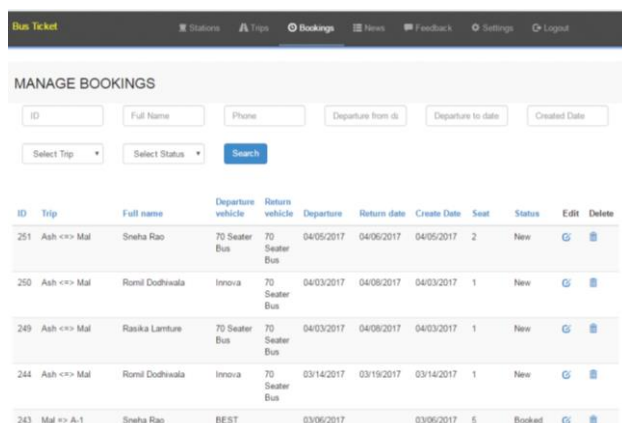 Bus Ticket Stations Trips Bookings News Feedback Settings Logout
MANAGE BOOKINGS
ID Full Name Phone Departure from da Departure to date Created Date
Select Trip Select Status Search
ID Trip Full name Departure vehicle Return vehicle Departure Return date Create Date Seat Status Edit Delete
251 Ash <=> Mal Sneha Rao 70 Seater Bus 70 Seater Bus 04/05/2017 04/06/2017 04/05/2017 2 New
250 Ash <=> Mal Romil Dodhiwala Innova 70 Seater Bus 04/03/2017 04/08/2017 04/03/2017 1 New
249 Ash <=> Mal Rasika Lamture 70 Seater Bus 70 Seater Bus 04/03/2017 04/08/2017 04/03/2017 1 New
244 Ash <=> Mal Romil Dodhiwala Innova 70 Seater Bus 03/14/2017 03/19/2017 03/14/2017 1 New
243 Mal => A-1 Sneha Rao BEST 03/06/2017 03/06/2017 5 Booked